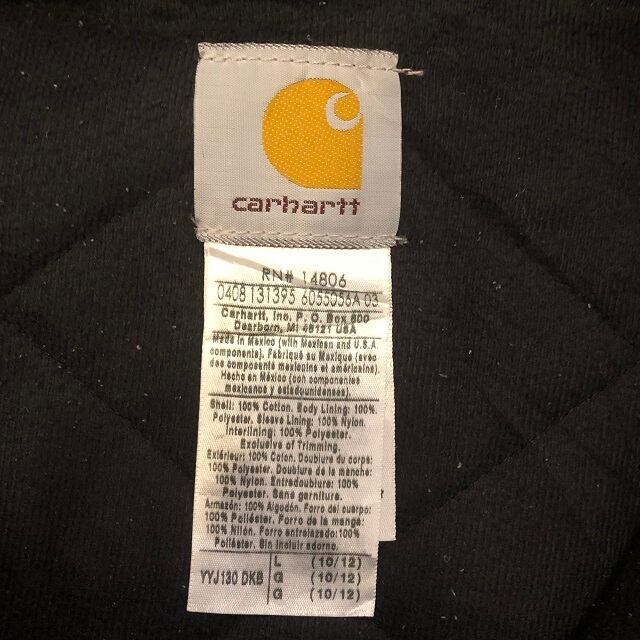 carhartt
RN# 14806
0408 131395 6055056A 03
Carhartt, Inc. P. O. Box 600
Dearborn, MI 48121 USA
Made in Mexico (with Mexican and U.S.A.
components). Fabriqué au Mexique (avec
des composants mexicains et américains).
Hecho en México (con componentes
mexicanos y estadounidenses).
Shell: 100% Cotton. Body Lining: 100%
Polyester. Sleeve Lining: 100% Nylon.
Interlining: 100% Polyester.
Exclusive of Trimming.
Extérieur: 100% Coton. Doublure du corps:
100% Polyester. Doublure de la manche:
100% Nylon. Entredoublure: 100%
Polyester. Sans garniture.
Armazón: 100% Algodón. Forro del cuerpo:
100% Poliéster. Forro de la manga:
100% Nilón. Forro entrelazado:100%
Poliéster. Sin incluir adorno.
L (10/12)
YYJ130 DKB G (10/12)
G (10/12)